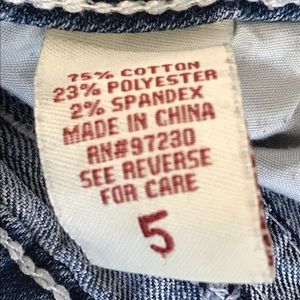 75% COTTON
23% POLYESTER
2% SPANDEX
MADE IN CHINA
RN#97230
SEE REVERSE
FOR CARE
5